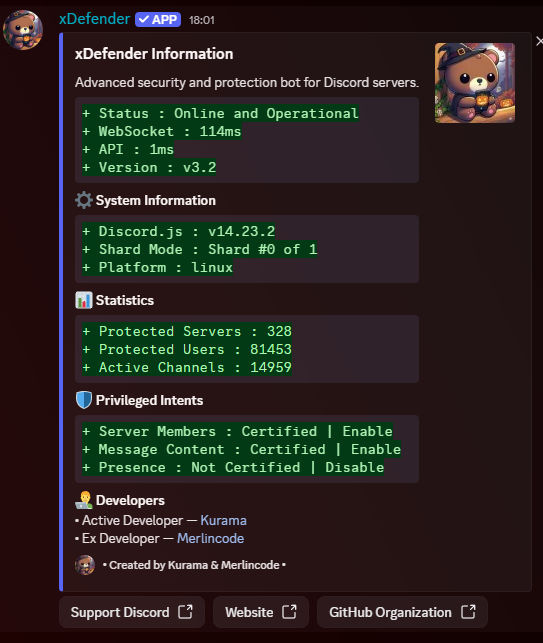 xDefender ✓ APP 18:01
xDefender Information
Advanced security and protection bot for Discord servers.
+ Status : Online and Operational
+ WebSocket : 114ms
+ API : 1ms
+ Version : v3.2
System Information
+ Discord.js : v14.23.2
+ Shard Mode : Shard #0 of 1
+ Platform : linux
Statistics
+ Protected Servers : 328
+ Protected Users : 81453
+ Active Channels : 14959
Privileged Intents
+ Server Members : Certified | Enable
+ Message Content : Certified | Enable
+ Presence : Not Certified | Disable
Developers
• Active Developer — Kurama
• Ex Developer — Merlincode
• Created by Kurama & Merlincode •
Support Discord Website GitHub Organization